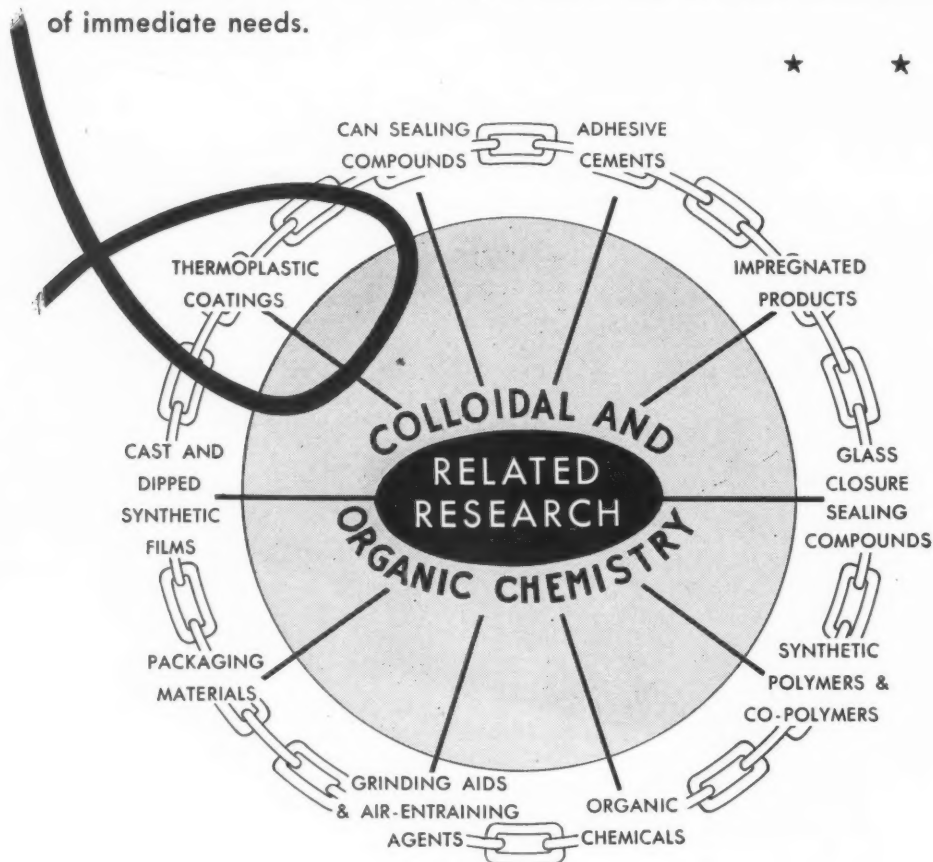 of immediate needs.
CAN SEALING
COMPOUNDS
ADHESIVE
CEMENTS
THERMOPLASTIC
COATINGS
IMPREGNATED
PRODUCTS
COLLOIDAL AND
RELATED
RESEARCH
ORGANIC CHEMISTRY
CAST AND
DIPPED
SYNTHETIC
FILMS
GLASS
CLOSURE
SEALING
COMPOUNDS
PACKAGING
MATERIALS
SYNTHETIC
POLYMERS &
CO-POLYMERS
GRINDING AIDS
& AIR-ENTRAINING
AGENTS
ORGANIC
CHEMICALS